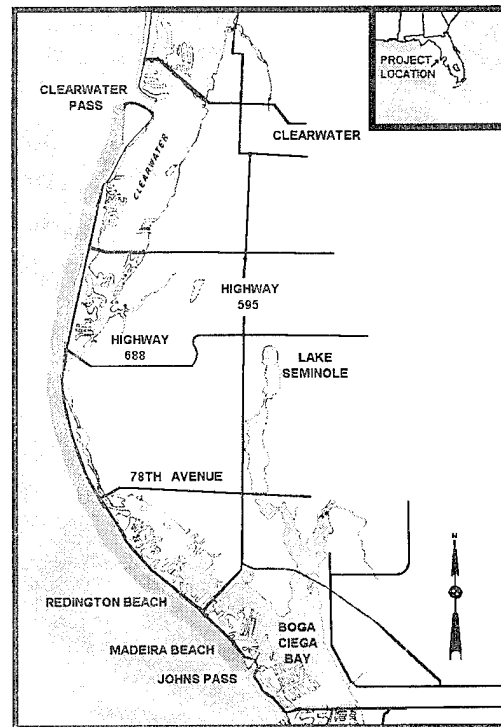 PROJECT
LOCATION
CLEARWATER
PASS
CLEARWATER
CLEARWATER
HIGHWAY
595
HIGHWAY
688
LAKE
SEMINOLE
78TH AVENUE
REDINGTON BEACH
MADEIRA BEACH
JOHNS PASS
BOGA
CIEGA
BAY
N